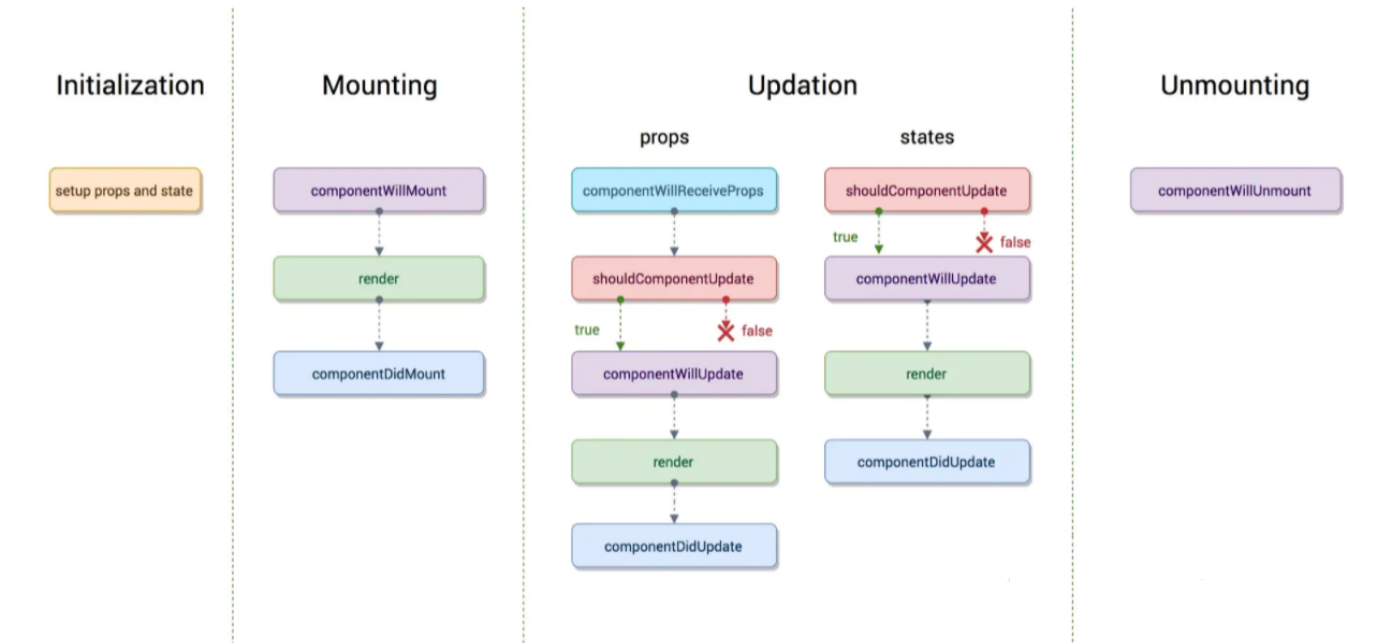 Initialization
setup props and state
Mounting
componentWillMount
render
componentDidMount
Updation
props
componentWillReceiveProps
shouldComponentUpdate
true
false
componentWillUpdate
render
componentDidUpdate
states
shouldComponentUpdate
true
false
componentWillUpdate
render
componentDidUpdate
Unmounting
componentWillUnmount